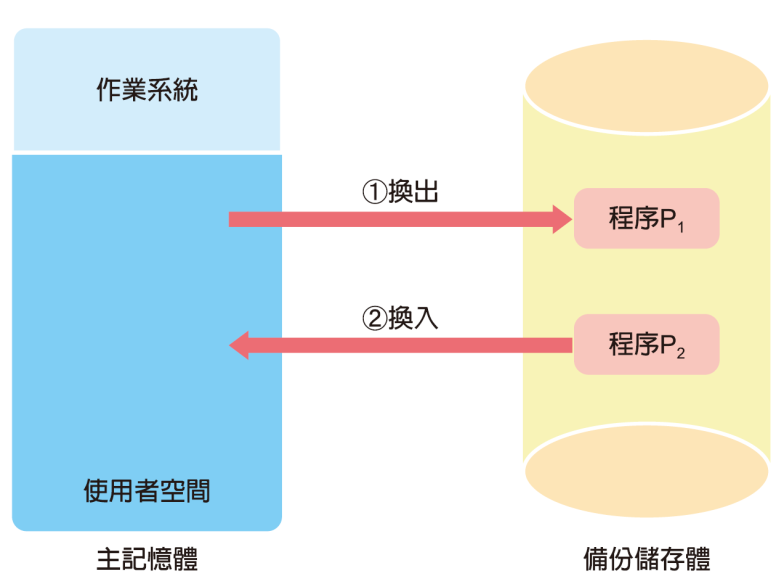 作業系統
①換出
程序P₁
②換入
程序P₂
使用者空間
主記憶體
備份儲存體